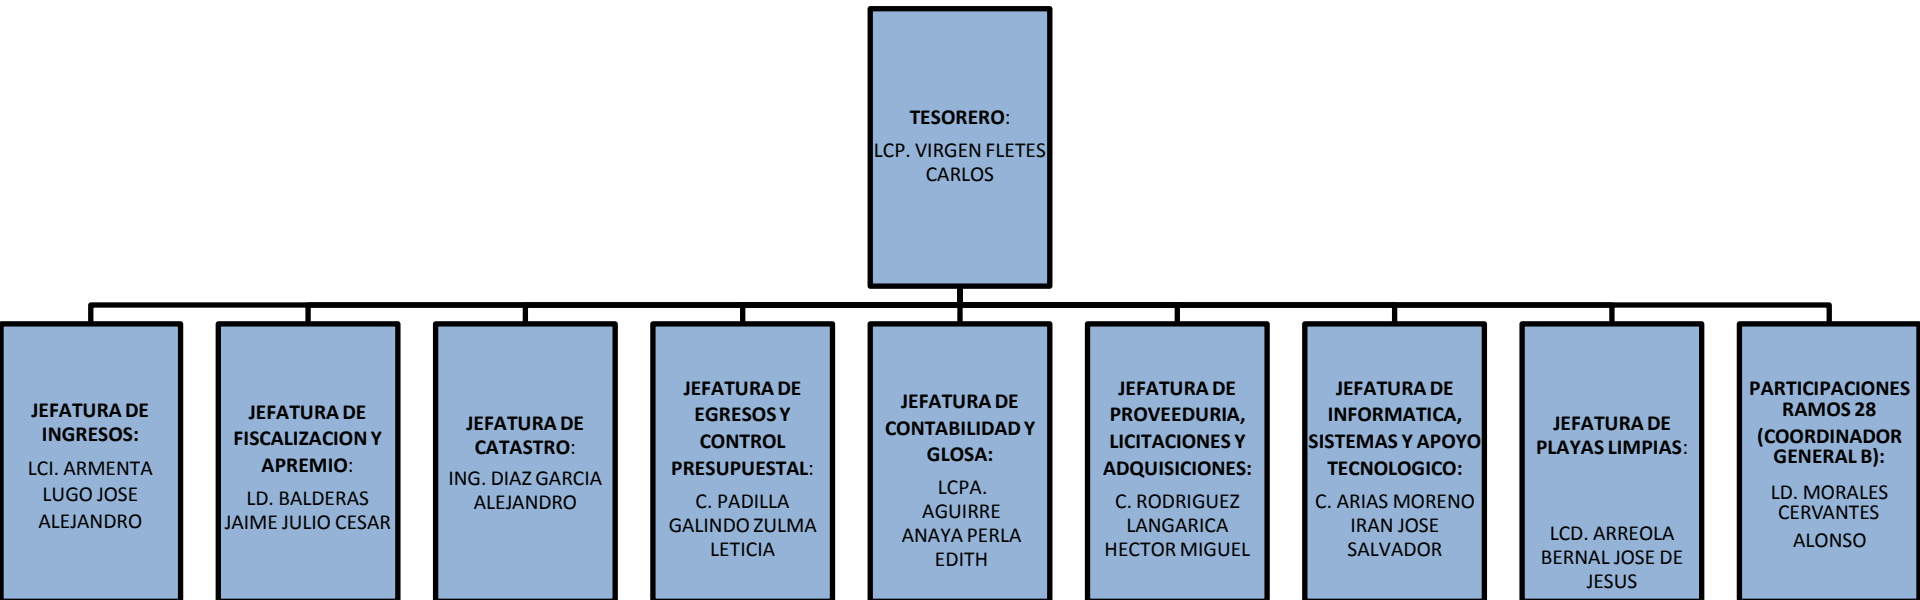 TESORERO:
LCP. VIRGEN FLETES
CARLOS
JEFATURA DE
INGRESOS:
LCI. ARMENTA
LUGO JOSE
ALEJANDRO
JEFATURA DE
FISCALIZACION Y
APREMIO:
LD. BALDERAS
JAIME JULIO CESAR
JEFATURA DE
CATASTRO:
ING. DIAZ GARCIA
ALEJANDRO
JEFATURA DE
EGRESOS Y
CONTROL
PRESUPUESTAL:
C. PADILLA
GALINDO ZULMA
LETICIA
JEFATURA DE
CONTABILIDAD Y
GLOSA:
LCPA.
AGUIRRE
ANAYA PERLA
EDITH
JEFATURA DE
PROVEEDURIA,
LICITACIONES Y
ADQUISICIONES:
C. RODRIGUEZ
LANGARICA
HECTOR MIGUEL
JEFATURA DE
INFORMATICA,
SISTEMAS Y APOYO
TECNOLOGICO:
C. ARIAS MORENO
IRAN JOSE
SALVADOR
JEFATURA DE
PLAYAS LIMPIAS:
LCD. ARREOLA
BERNAL JOSE DE
JESUS
PARTICIPACIONES
RAMOS 28
(COORDINADOR
GENERAL B):
LD. MORALES
CERVANTES
ALONSO